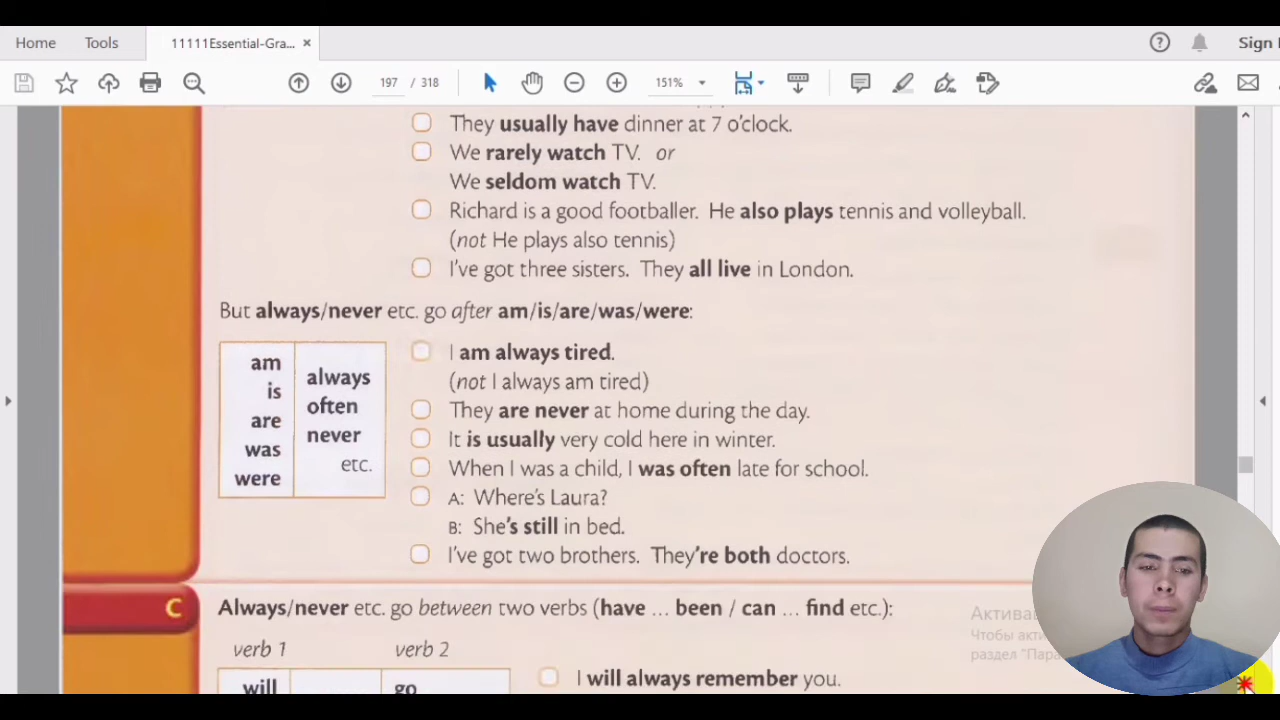 Home Tools 11111Essential-Gra... × Sign
197 / 318 151%
They usually have dinner at 7 o'clock.
We rarely watch TV. or
We seldom watch TV.
Richard is a good footballer. He also plays tennis and volleyball.
(not He plays also tennis)
I've got three sisters. They all live in London.
But always/never etc. go after am/is/are/was/were:
am
is
are
was
were
always
often
never
etc.
I am always tired.
(not I always am tired)
They are never at home during the day.
It is usually very cold here in winter.
When I was a child, I was often late for school.
A: Where's Laura?
B: She's still in bed.
I've got two brothers. They're both doctors.
C
Always/never etc. go between two verbs (have ... been / can ... find etc.):
verb 1 verb 2
will go
I will always remember you.
раздел